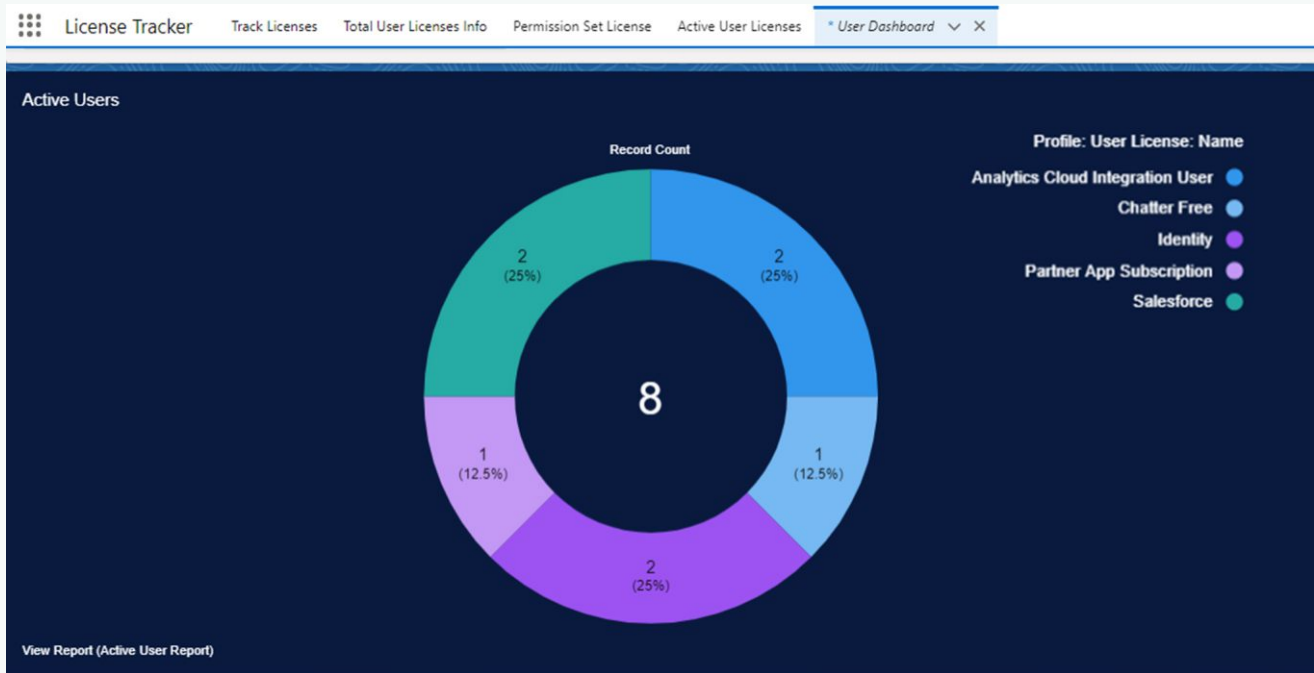 License Tracker
Track Licenses
Total User Licenses Info
Permission Set License
Active User Licenses
* User Dashboard
Active Users
Record Count
Profile: User License: Name
Analytics Cloud Integration User
Chatter Free
Identity
Partner App Subscription
Salesforce
2
(25%)
2
(25%)
8
1
(12.5%)
1
(12.5%)
2
(25%)
View Report (Active User Report)